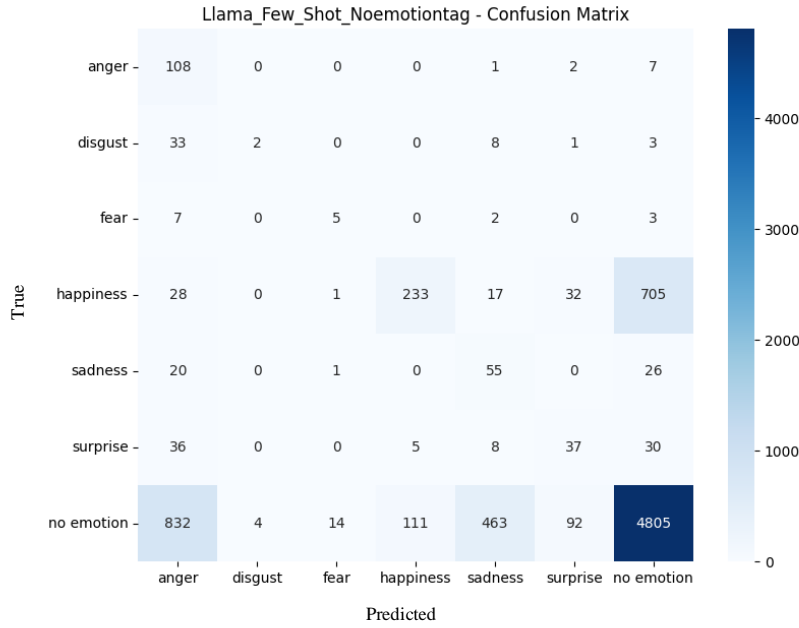 Llama_Few_Shot_Noemotiontag - Confusion Matrix
anger 108 0 0 0 1 2 7
disgust 33 2 0 0 8 1 3
fear 7 0 5 0 2 0 3
happiness 28 0 1 233 17 32 705
sadness 20 0 1 0 55 0 26
surprise 36 0 0 5 8 37 30
no emotion 832 4 14 111 463 92 4805
anger disgust fear happiness sadness surprise no emotion
True
Predicted
4000
3000
2000
1000
0